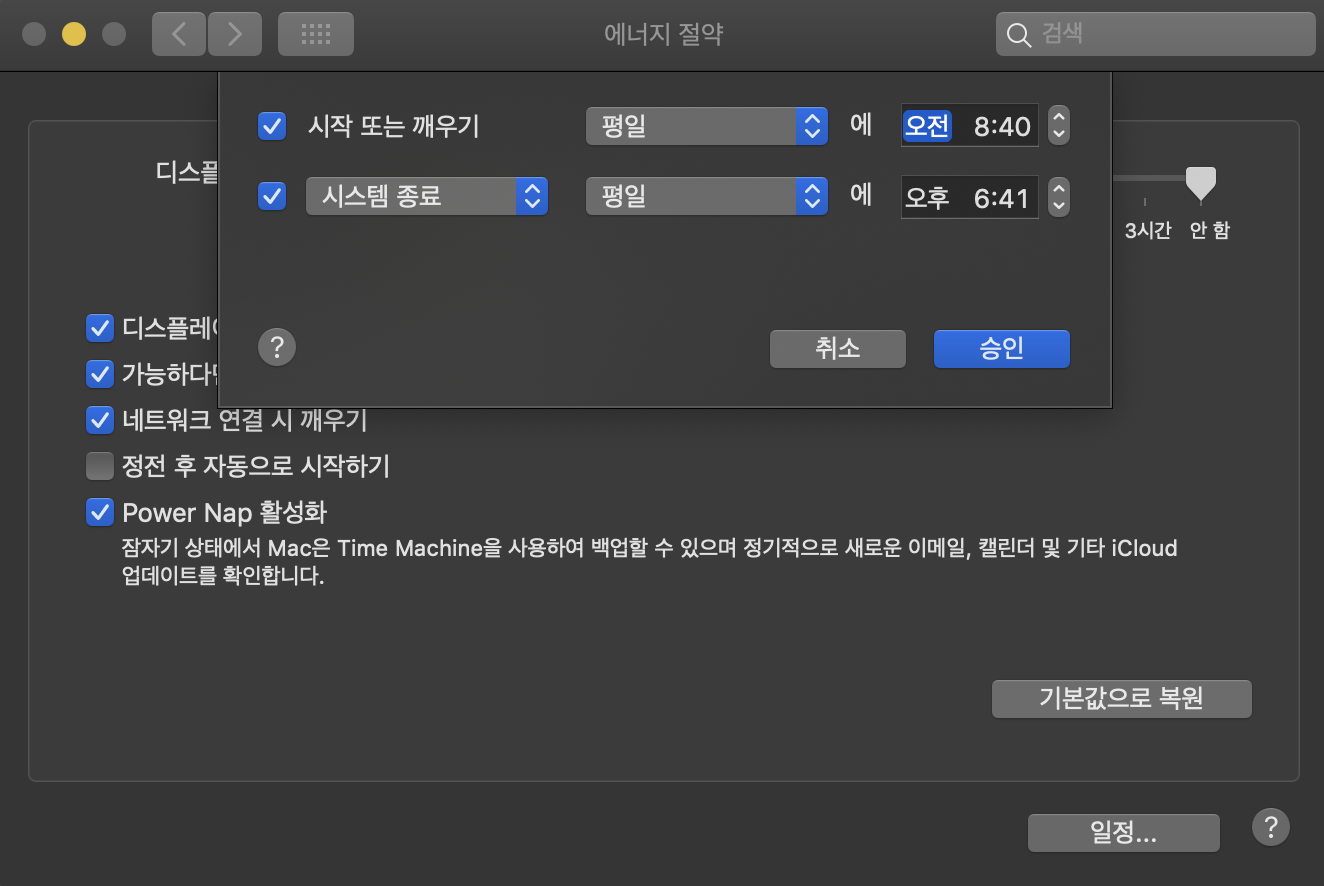 에너지 절약
검색
시작 또는 깨우기 평일 에 오전 8:40
시스템 종료 평일 에 오후 6:41
디스플
3시간 안 함
? 취소 승인
디스플레이
가능하다면
네트워크 연결 시 깨우기
정전 후 자동으로 시작하기
Power Nap 활성화
잠자기 상태에서 Mac은 Time Machine을 사용하여 백업할 수 있으며 정기적으로 새로운 이메일, 캘린더 및 기타 iCloud
업데이트를 확인합니다.
기본값으로 복원
일정... ?